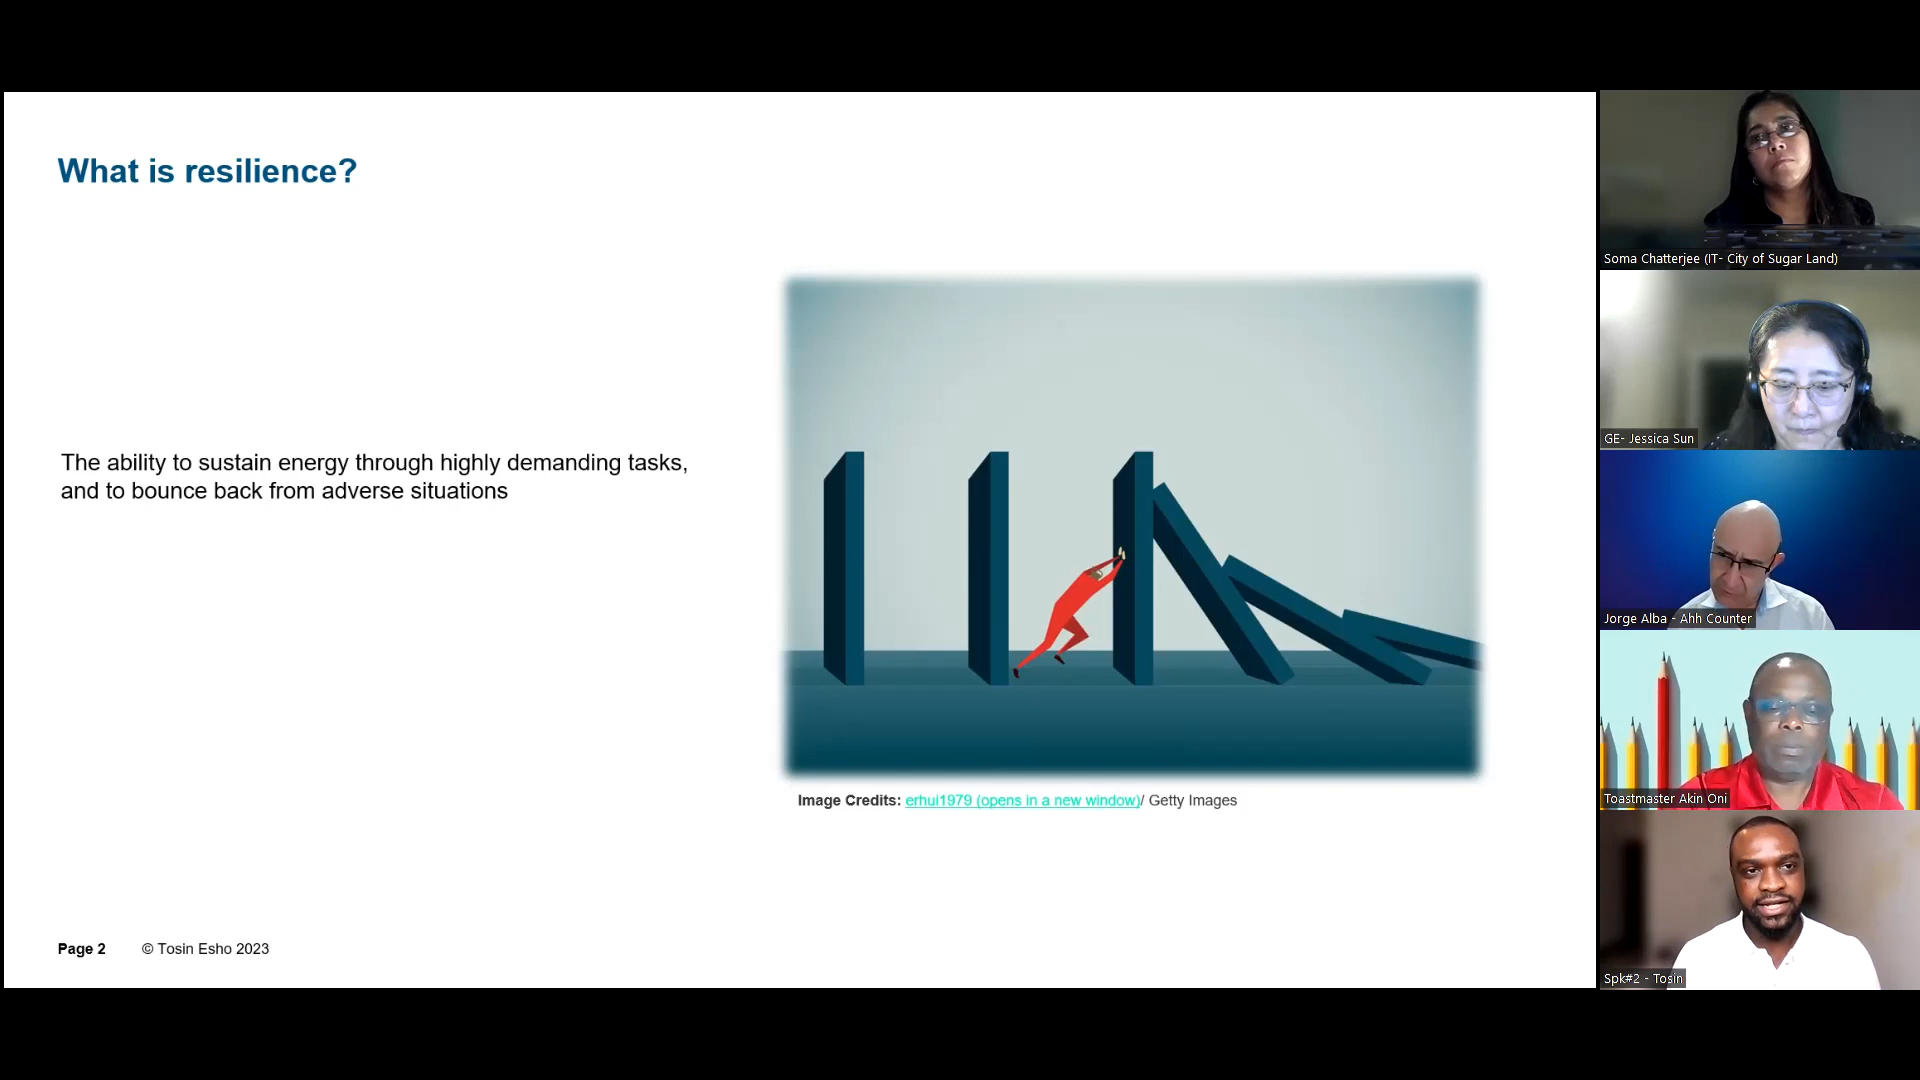 What is resilience?
The ability to sustain energy through highly demanding tasks,
and to bounce back from adverse situations
Image Credits: erhui1979 (opens in a new window)/ Getty Images
Page 2 © Tosin Esho 2023
Soma Chatterjee (IT- City of Sugar Land)
GE- Jessica Sun
Jorge Alba - Ahh Counter
Toastmaster Akin Oni
Spk#2 - Tosin